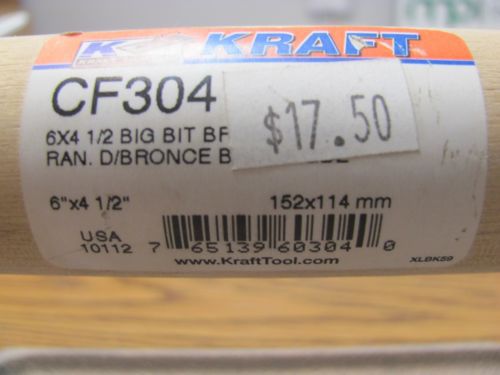 KRAFT
CF304
$17.50
6X4 1/2 BIG BIT BR
RAN. D/BRONCE B
6"x4 1/2"
152x114 mm
USA
10112
7 65139 60304 0
www.KraftTool.com
XLBK59